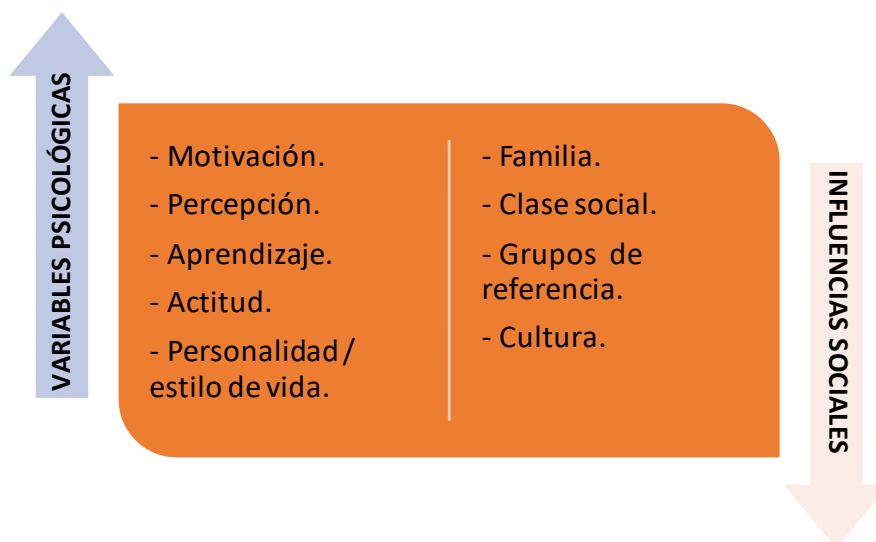 VARIABLES PSICOLÓGICAS
- Motivación.
- Percepción.
- Aprendizaje.
- Actitud.
- Personalidad/
estilo de vida.
- Familia.
- Clase social.
- Grupos de
referencia.
- Cultura.
INFLUENCIAS SOCIALES